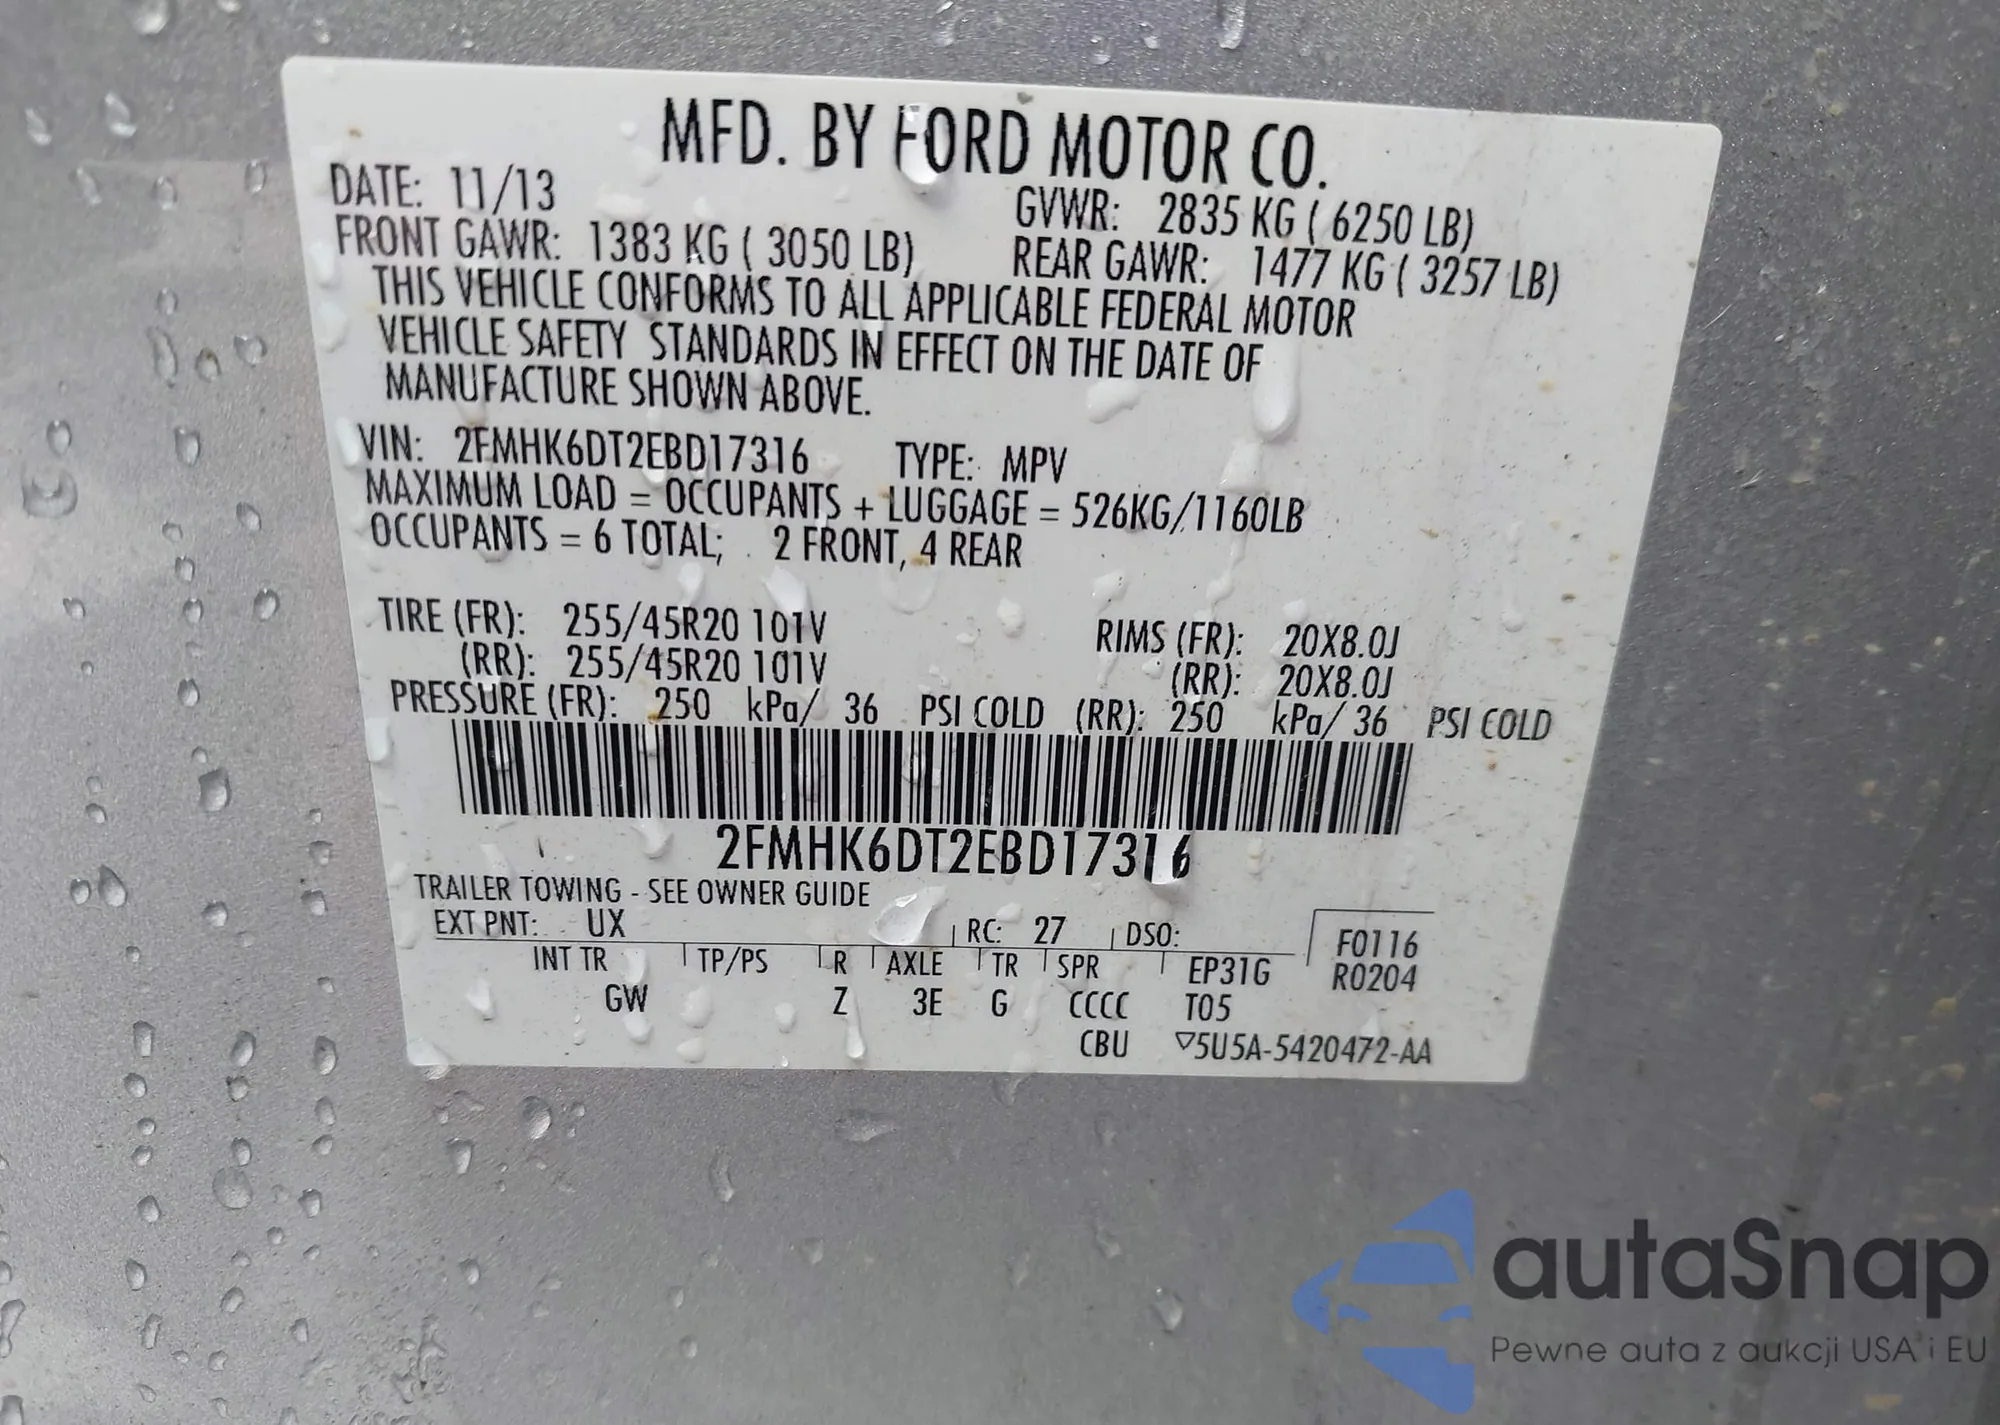 MFD. BY FORD MOTOR CO.
DATE: 11/13 GVWR: 2835 KG ( 6250 LB)
FRONT GAWR: 1383 KG ( 3050 LB) REAR GAWR: 1477 KG ( 3257 LB)
THIS VEHICLE CONFORMS TO ALL APPLICABLE FEDERAL MOTOR
VEHICLE SAFETY STANDARDS IN EFFECT ON THE DATE OF
MANUFACTURE SHOWN ABOVE.
VIN: 2FMHK6DT2EBD17316 TYPE: MPV
MAXIMUM LOAD = OCCUPANTS + LUGGAGE = 526KG/1160LB
OCCUPANTS = 6 TOTAL; 2 FRONT, 4 REAR
TIRE (FR): 255/45R20 101V RIMS (FR): 20X8.0J
(RR): 255/45R20 101V (RR): 20X8.0J
PRESSURE (FR): 250 kPa/ 36 PSI COLD (RR): 250 kPa/ 36 PSI COLD
2FMHK6DT2EBD17316
TRAILER TOWING - SEE OWNER GUIDE
EXT PNT: UX RC: 27 DSO: F0116
INT TR TP/PS R AXLE TR SPR EP31G R0204
GW Z 3E G CCCC T05
CBU ▽5U5A-5420472-AA
autaSnap
Pewne auta z aukcji USA i EU